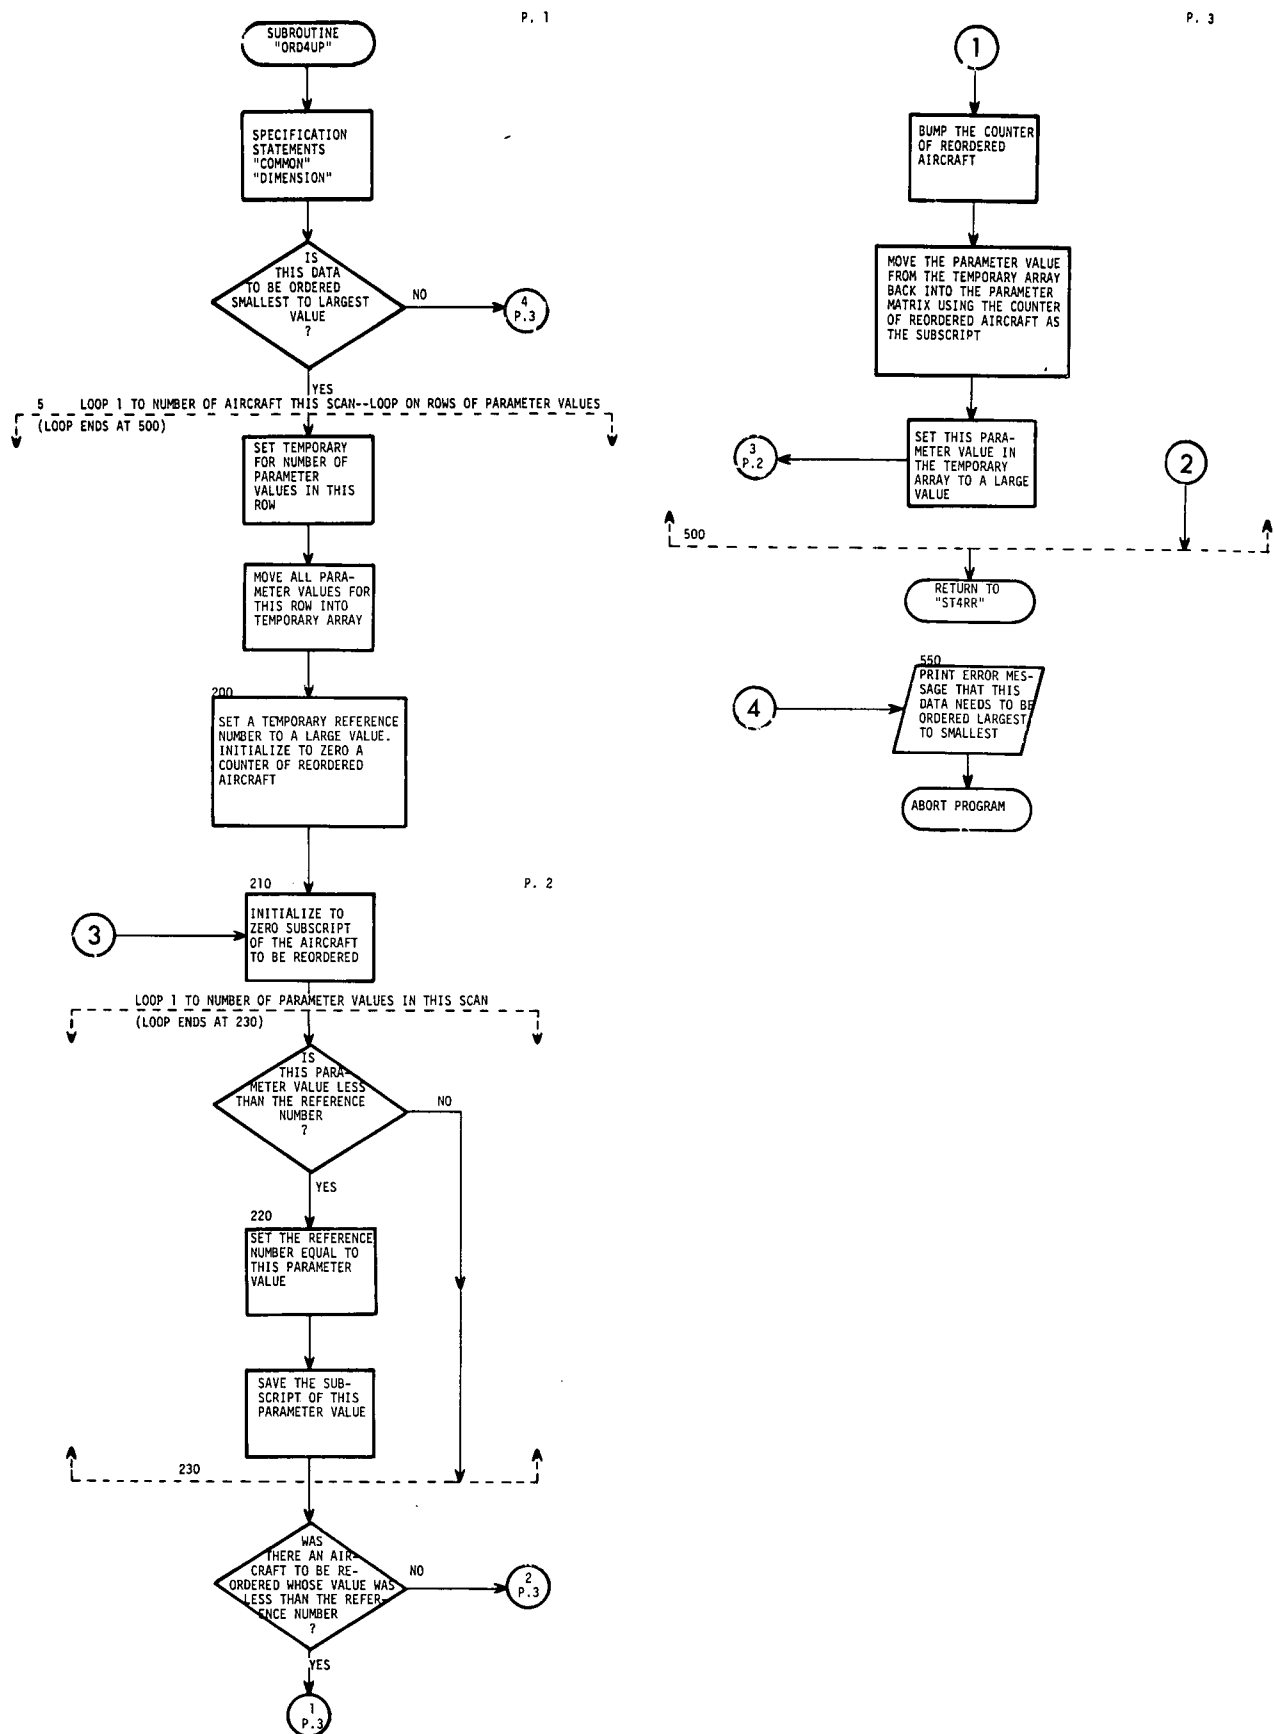 P. 1
SUBROUTINE
"ORD4UP"
SPECIFICATION
STATEMENTS
"COMMON"
"DIMENSION"
IS
THIS DATA
TO BE ORDERED
SMALLEST TO LARGEST
VALUE
?
NO
4
P.3
YES
5 LOOP 1 TO NUMBER OF AIRCRAFT THIS SCAN--LOOP ON ROWS OF PARAMETER VALUES
(LOOP ENDS AT 500)
SET TEMPORARY
FOR NUMBER OF
PARAMETER
VALUES IN THIS
ROW
MOVE ALL PARA-
METER VALUES FOR
THIS ROW INTO
TEMPORARY ARRAY
200
SET A TEMPORARY REFERENCE
NUMBER TO A LARGE VALUE.
INITIALIZE TO ZERO A
COUNTER OF REORDERED
AIRCRAFT
P. 2
210
3
INITIALIZE TO
ZERO SUBSCRIPT
OF THE AIRCRAFT
TO BE REORDERED
LOOP 1 TO NUMBER OF PARAMETER VALUES IN THIS SCAN
(LOOP ENDS AT 230)
IS
THIS PARA-
METER VALUE LESS
THAN THE REFERENCE
NUMBER
?
NO
YES
220
SET THE REFERENCE
NUMBER EQUAL TO
THIS PARAMETER
VALUE
SAVE THE SUB-
SCRIPT OF THIS
PARAMETER VALUE
230
WAS
THERE AN AIR-
CRAFT TO BE RE-
ORDERED WHOSE VALUE WAS
LESS THAN THE REFER-
ENCE NUMBER
?
NO
2
P.3
YES
1
P.3
P. 3
1
BUMP THE COUNTER
OF REORDERED
AIRCRAFT
MOVE THE PARAMETER VALUE
FROM THE TEMPORARY ARRAY
BACK INTO THE PARAMETER
MATRIX USING THE COUNTER
OF REORDERED AIRCRAFT AS
THE SUBSCRIPT
SET THIS PARA-
METER VALUE IN
THE TEMPORARY
ARRAY TO A LARGE
VALUE
3
P.2
2
500
RETURN TO
"ST4RR"
550
4
PRINT ERROR MES-
SAGE THAT THIS
DATA NEEDS TO BE
ORDERED LARGEST
TO SMALLEST
ABORT PROGRAM